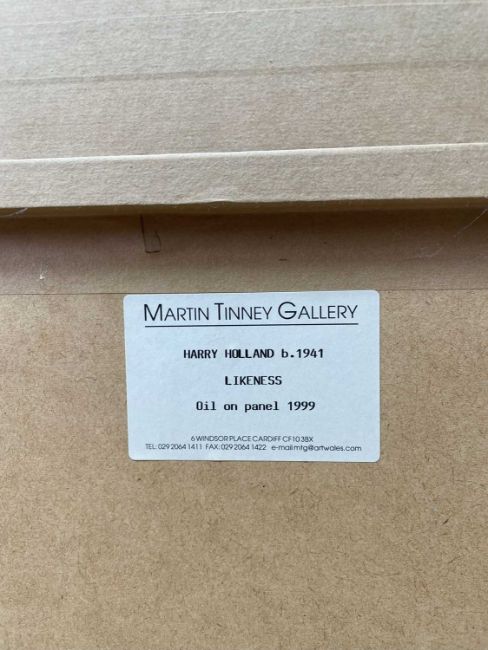 MARTIN TINNEY GALLERY
HARRY HOLLAND b.1941
LIKENESS
Oil on panel 1999
6 WINDSOR PLACE CARDIFF CF10 3BX
TEL: 029 2064 1411 FAX: 029 2064 1422 e-mail:mtg@artwales.com